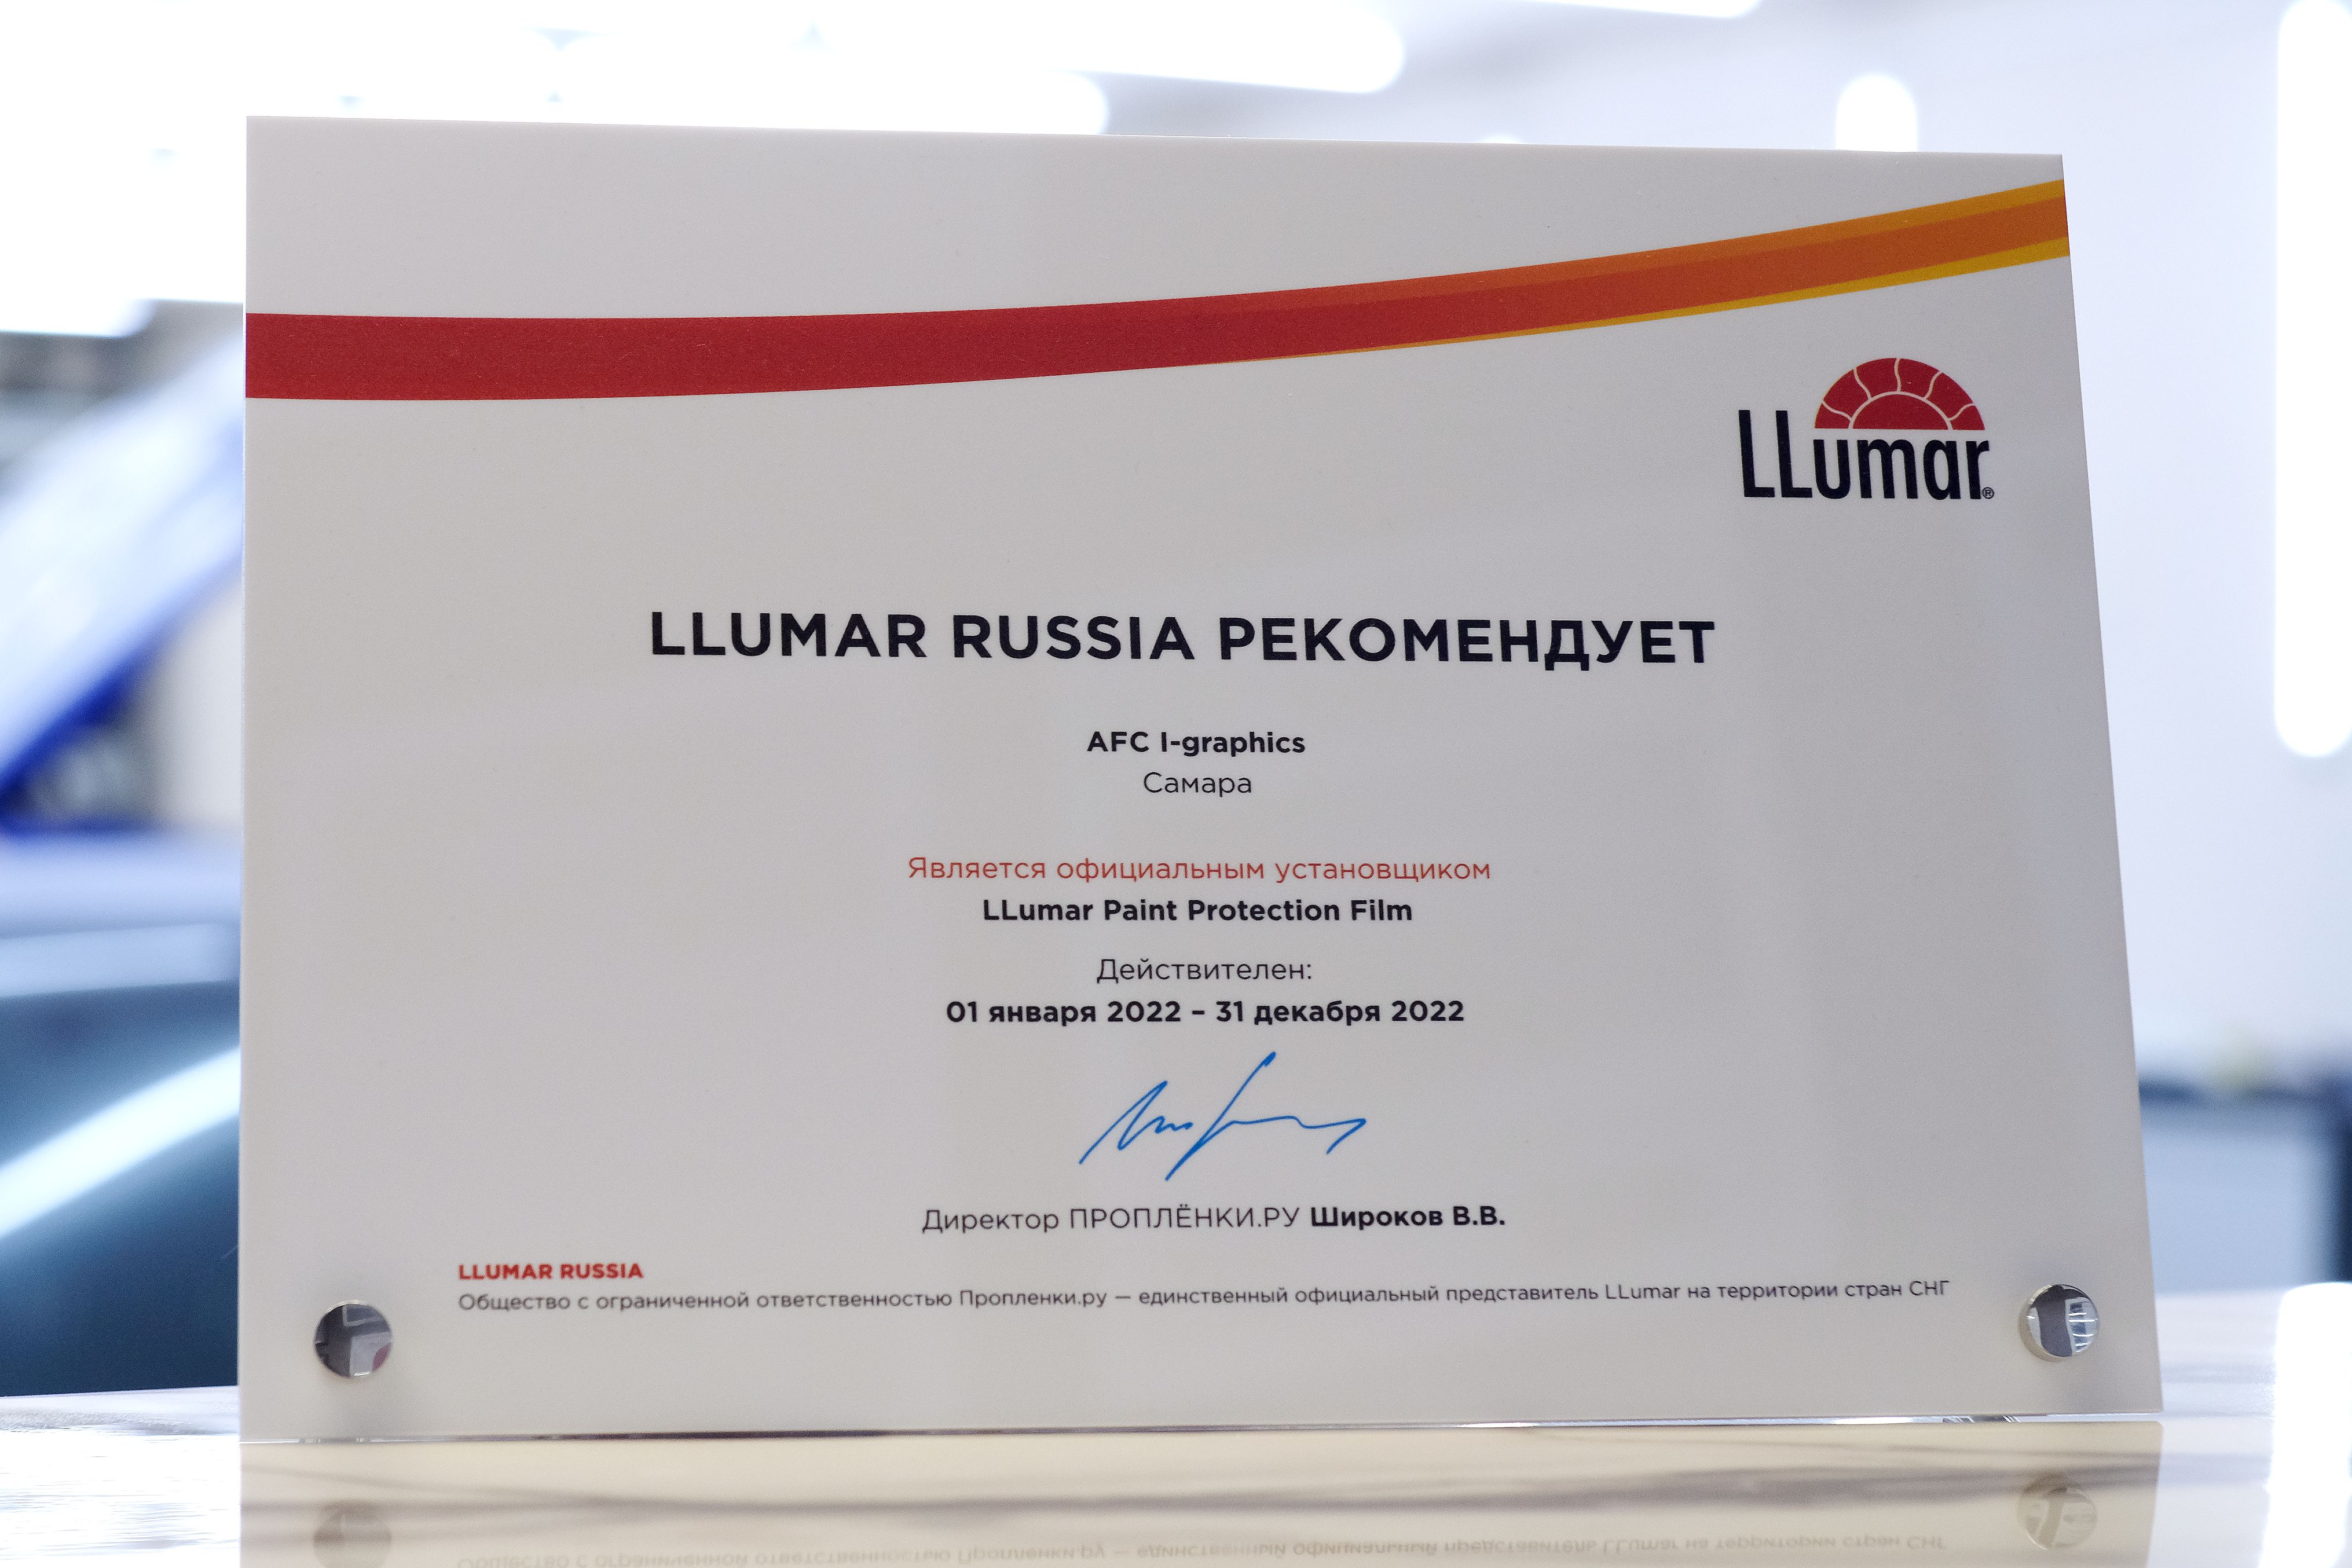 LLumar®
LLUMAR RUSSIA РЕКОМЕНДУЕТ
AFC I-graphics
Самара
Является официальным установщиком
LLumar Paint Protection Film
Действителен:
01 января 2022 – 31 декабря 2022
Директор ПРОПЛЁНКИ.РУ Широков В.В.
LLUMAR RUSSIA
Общество с ограниченной ответственностью Пропленки.ру — единственный официальный представитель LLumar на территории стран СНГ